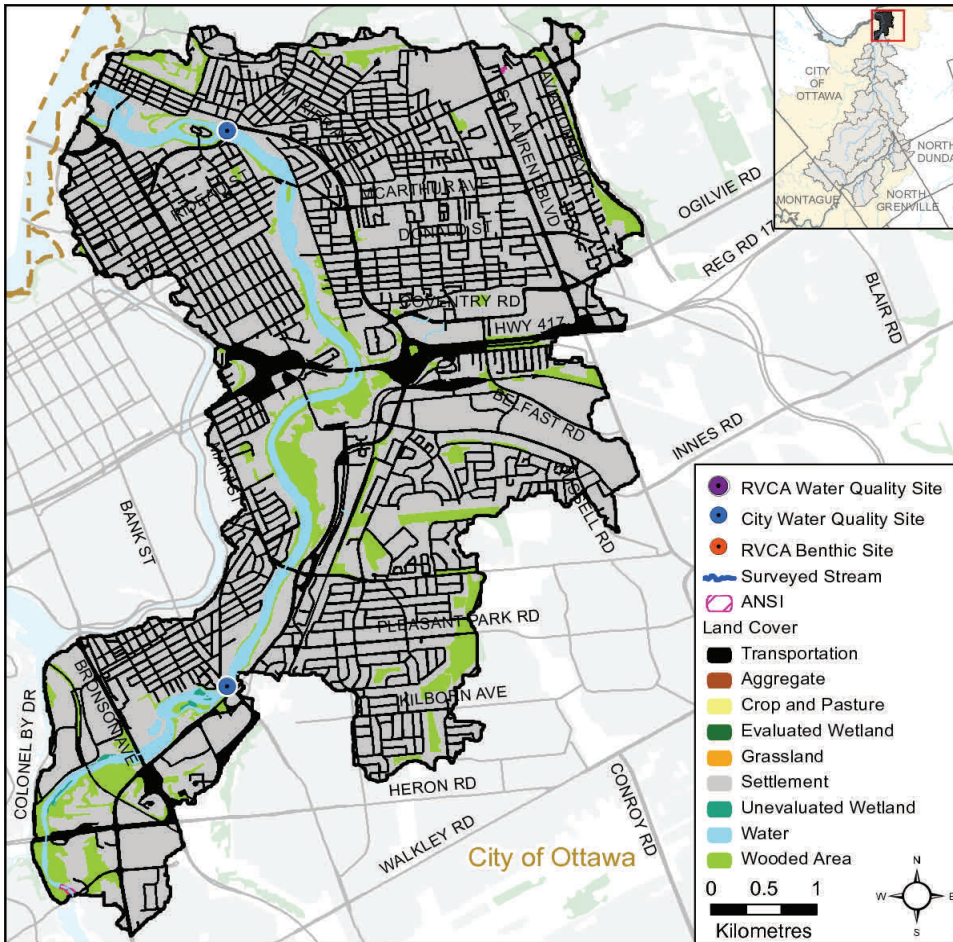 CITY
OF
OTTAWA
NORTH
DUNDA
MONTAGUE
NORTH
GRENVILLE
ST LAURENT BLVD
MCARTHUR AVE
DONALD ST
OGILVIE RD
REG RD 17
COVENTRY RD
HWY 417
BLAIR RD
BELFAST RD
INNES RD
MAIN ST
BANK ST
PLEASANT PARK RD
BRONSON AVE
KILBORN AVE
COLONEL BY DR
HERON RD
CONROY RD
WALKLEY RD
City of Ottawa
RVCA Water Quality Site
City Water Quality Site
RVCA Benthic Site
Surveyed Stream
ANSI
Land Cover
Transportation
Aggregate
Crop and Pasture
Evaluated Wetland
Grassland
Settlement
Unevaluated Wetland
Water
Wooded Area
0 0.5 1
Kilometres
N
W E
S